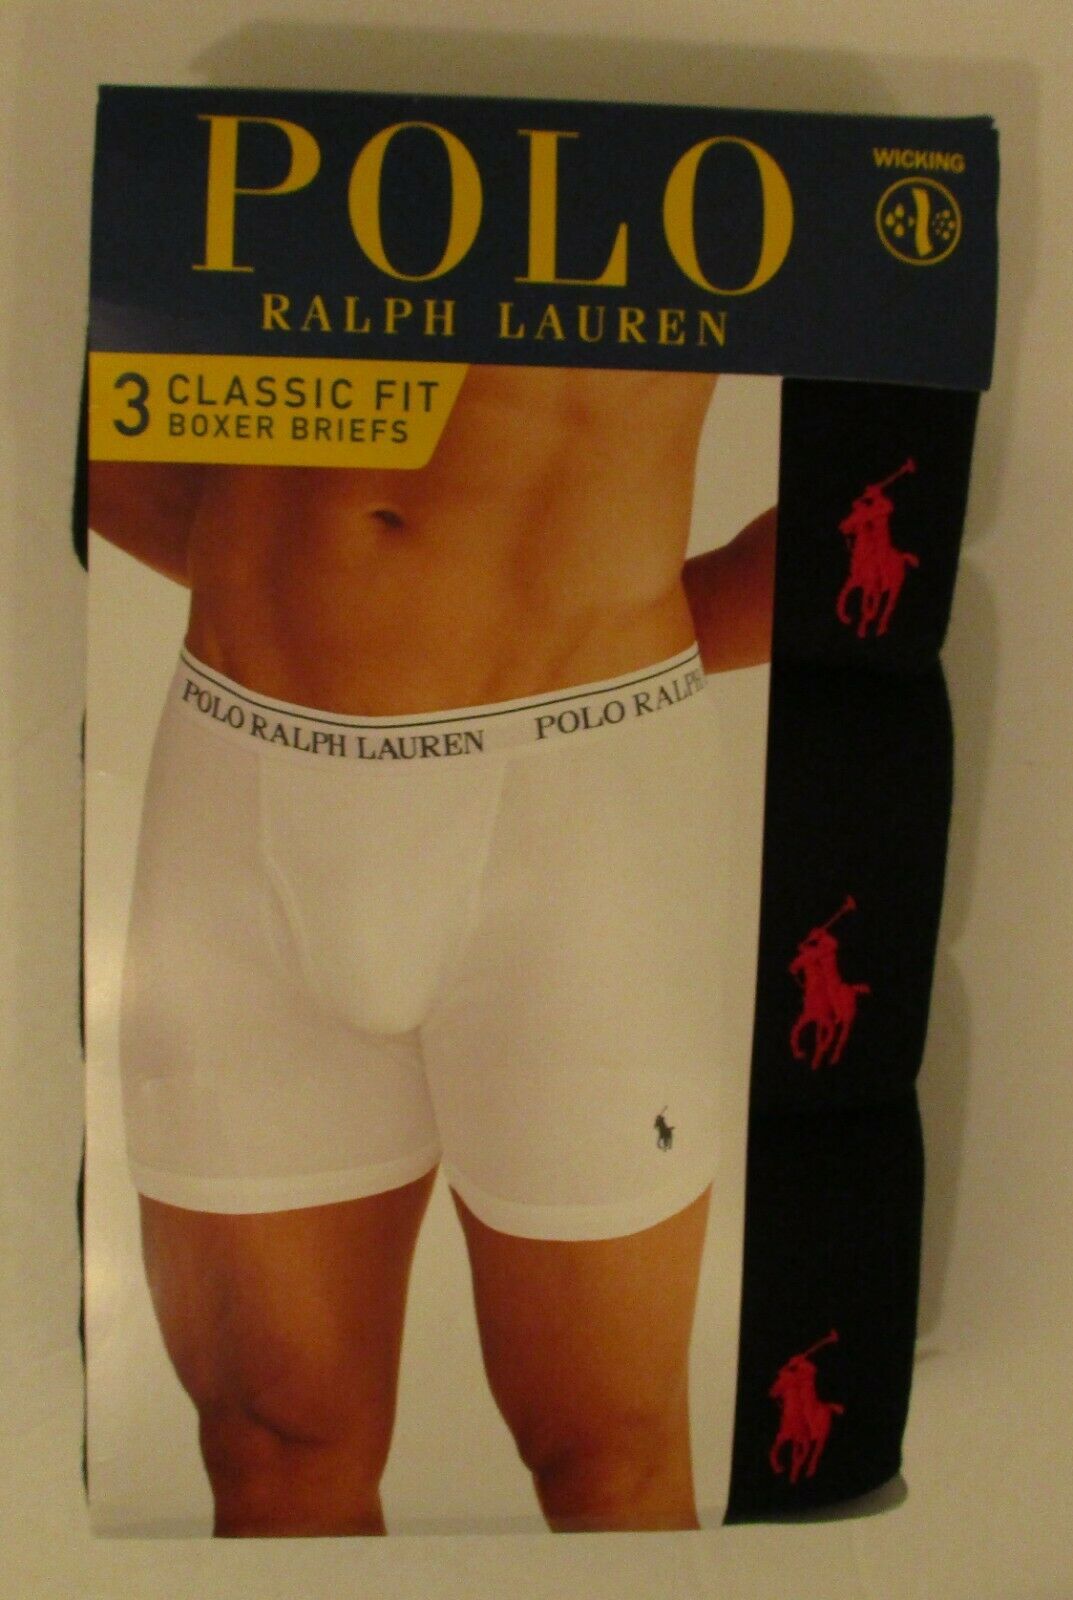 POLO
RALPH LAUREN
WICKING
3 CLASSIC FIT
BOXER BRIEFS
POLO RALPH LAUREN POLO RALPH